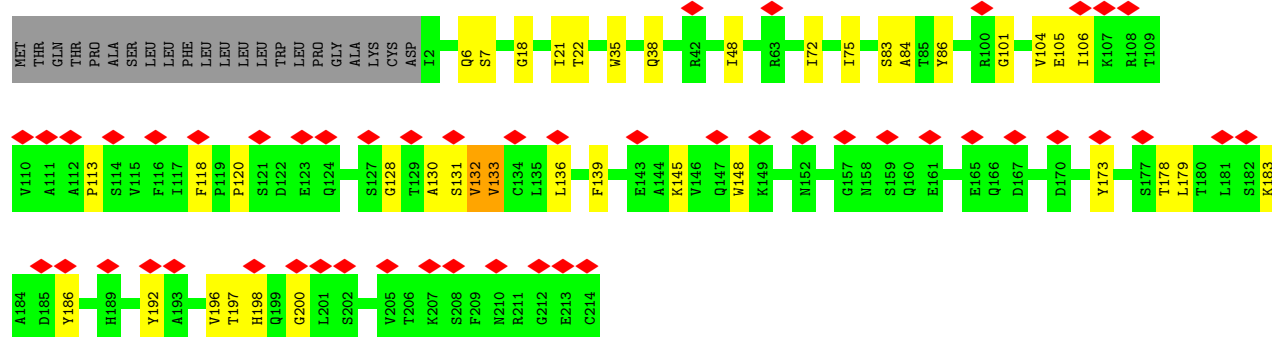 MET THR GLN THR PRO ALA SER LEU LEU PHE LEU LEU LEU LEU TRP LEU PRO GLY ALA LYS CYS ASP I2 Q6 S7 G18 I21 T22 W35 Q38 R42 I48 R63 I72 I75 S83 A84 T85 Y86 R100 G101 V104 E105 I106 K107 R108 T109
V110 A111 A112 P113 S114 V115 F116 I117 F118 P119 P120 S121 D122 E123 Q124 S127 G128 T129 A130 S131 V132 V133 C134 L135 L136 F139 E143 A144 K145 V146 Q147 W148 K149 N152 G157 N158 S159 Q160 E161 E165 Q166 D167 D170 Y173 S177 T178 L179 T180 L181 S182 K183
A184 D185 Y186 H189 Y192 A193 V196 T197 H198 Q199 G200 L201 S202 V205 T206 K207 S208 F209 N210 R211 G212 E213 C214